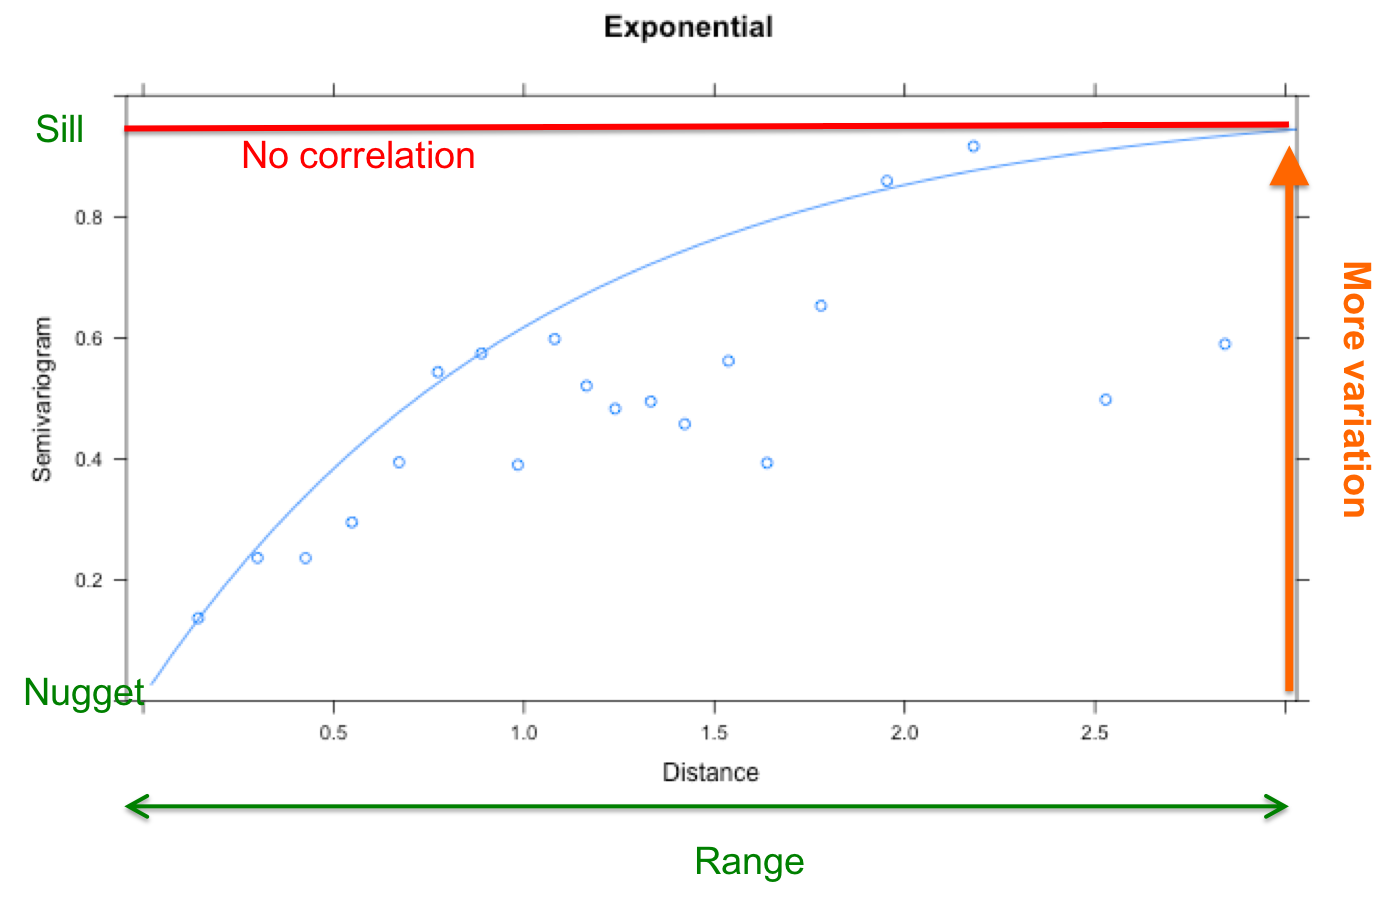 Exponential
Sill
No correlation
0.8
0.6
0.4
0.2
Semivariogram
More variation
Nugget
0.5 1.0 1.5 2.0 2.5
Distance
Range